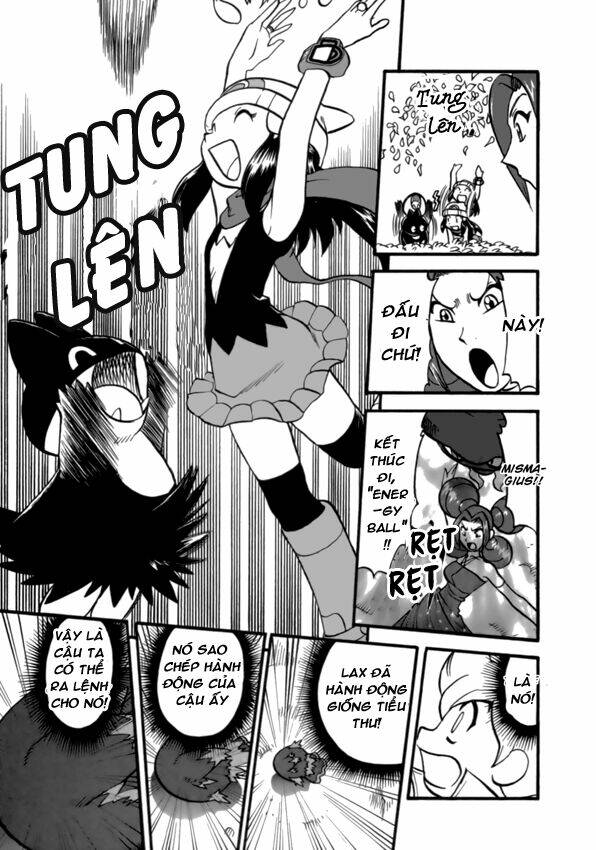 Tung
lên
TUNG
LÊN
NÀY!
ĐẤU
ĐI
CHỨ!
MISMA-
GIUS!!
KẾT
THÚC
ĐI,
"ENER
-GY
BALL"
!!
RẸT
RẸT
LÀ
NÓ!
LAX ĐÃ
HÀNH ĐỘNG
GIỐNG TIỂU
THƯ!
NÓ SAO
CHÉP HÀNH
ĐỘNG CỦA
CẬU ẤY
VẬY LÀ
CẬU TA
CÓ THỂ
RA LỆNH
CHO NÓ!